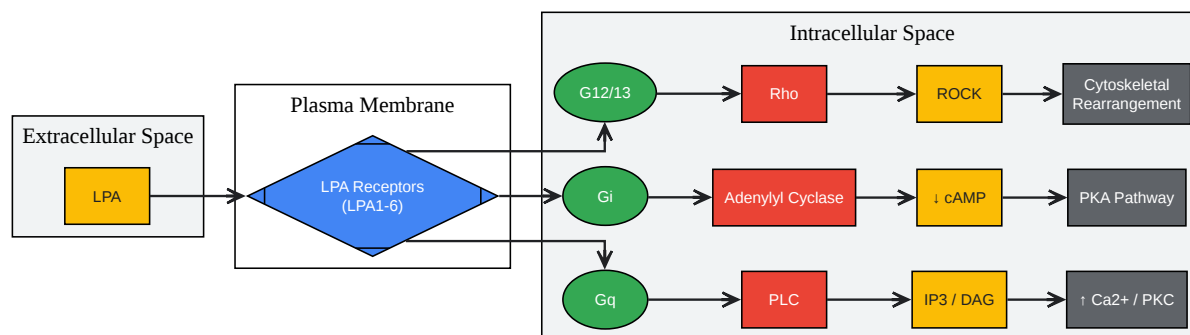 Intracellular Space
Plasma Membrane
Extracellular Space
LPA
LPA Receptors
(LPA1-6)
G12/13
Rho
ROCK
Cytoskeletal
Rearrangement
Gi
Adenylyl Cyclase
↓ cAMP
PKA Pathway
Gq
PLC
IP3 / DAG
↑ Ca2+ / PKC